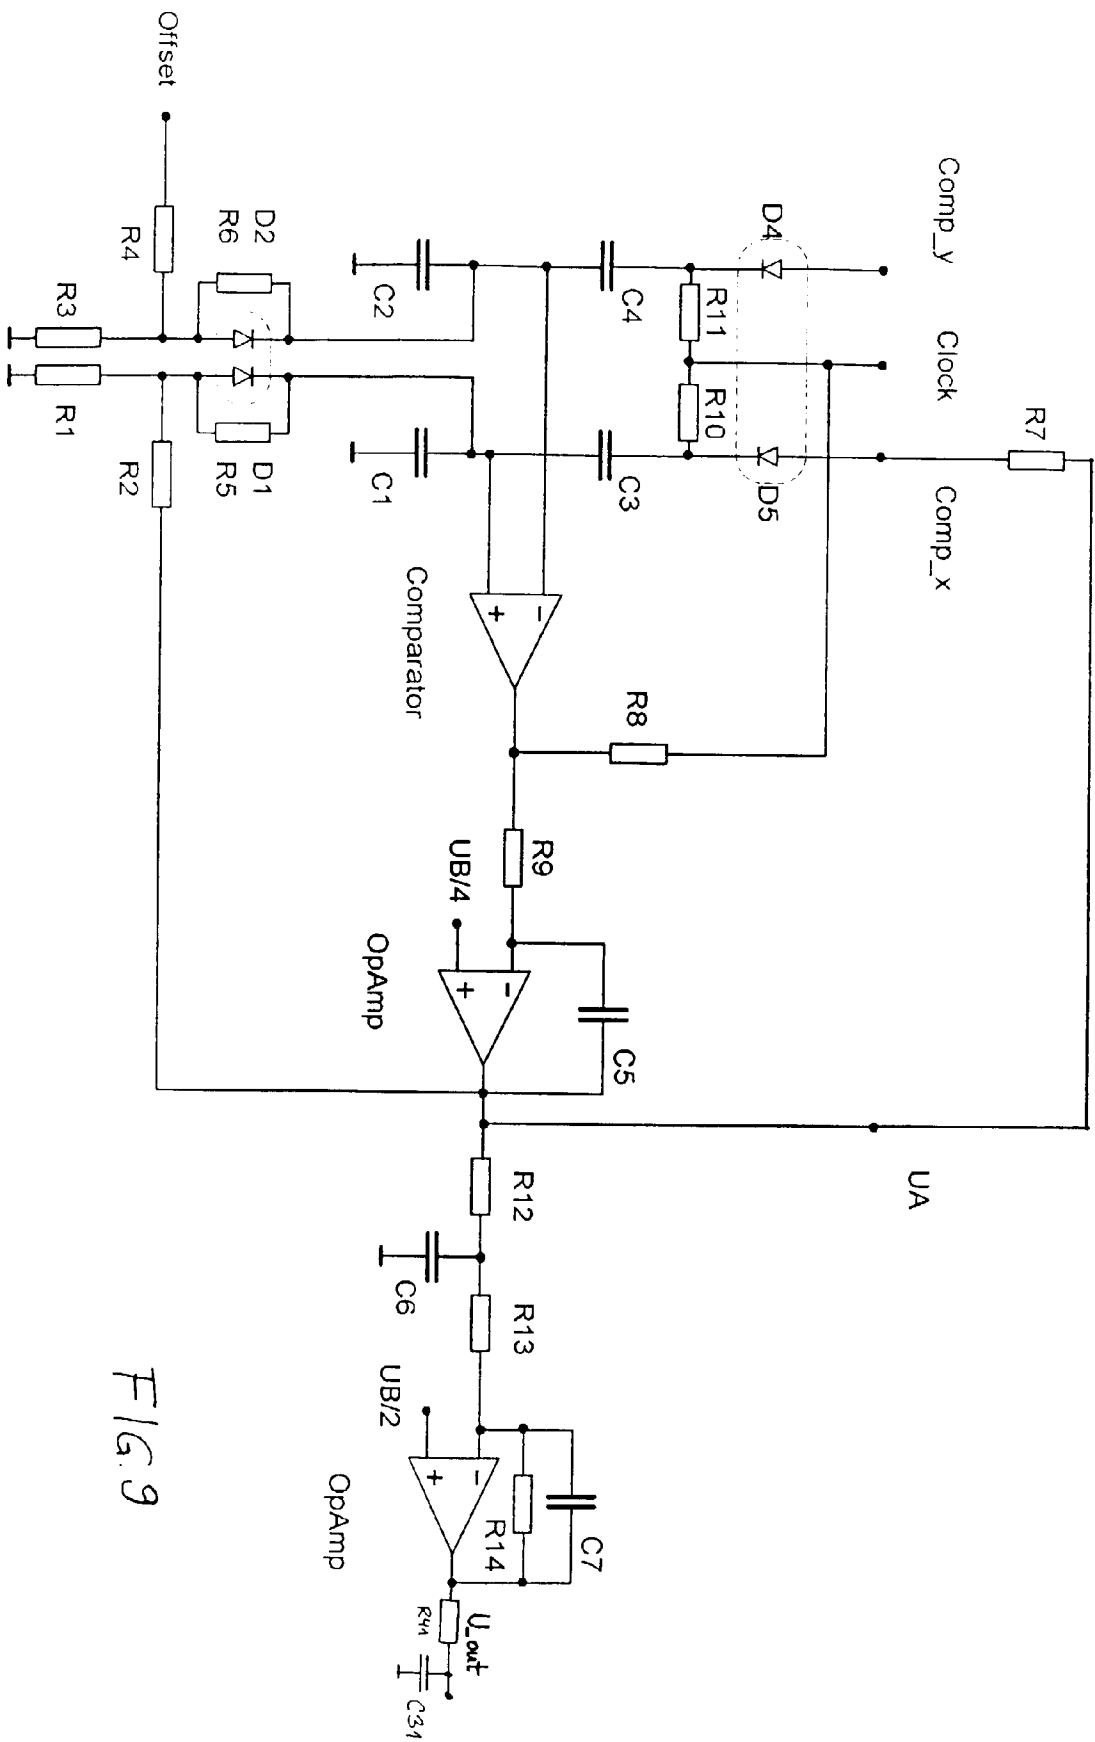 Comp_y
Clock
Comp_x
R7
D4
D5
R11
R10
C4
C3
R8
UA
Offset
R4
D2
R6
R3
R1
D1
R5
R2
C2
C1
+
−
Comparator
R9
UB/4
+
−
OpAmp
C5
R12
C6
R13
UB/2
+
−
OpAmp
R14
C7
U_out
R41
C31
FIG. 9